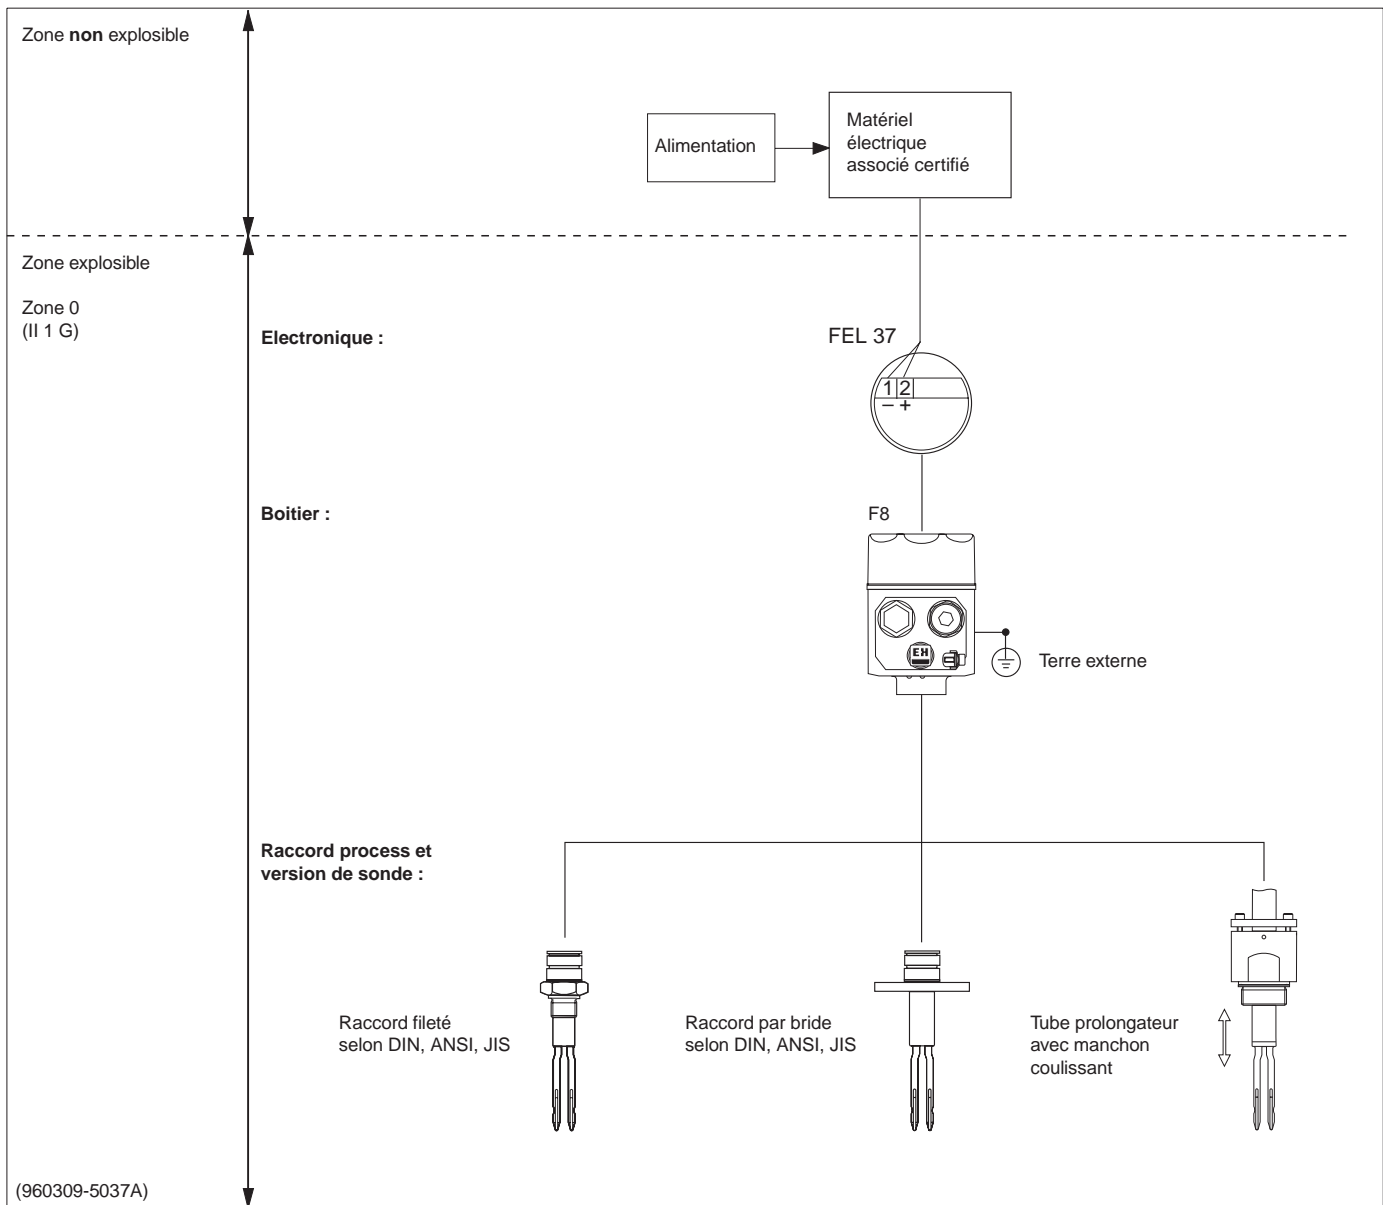 Zone non explosible
Alimentation
Matériel
électrique
associé certifié
Zone explosible
Zone 0
(II 1 G)
Electronique :
FEL 37
1 2
– +
Boitier :
F8
EH
Terre externe
Raccord process et
version de sonde :
Raccord fileté
selon DIN, ANSI, JIS
Raccord par bride
selon DIN, ANSI, JIS
Tube prolongateur
avec manchon
coulissant
(960309-5037A)